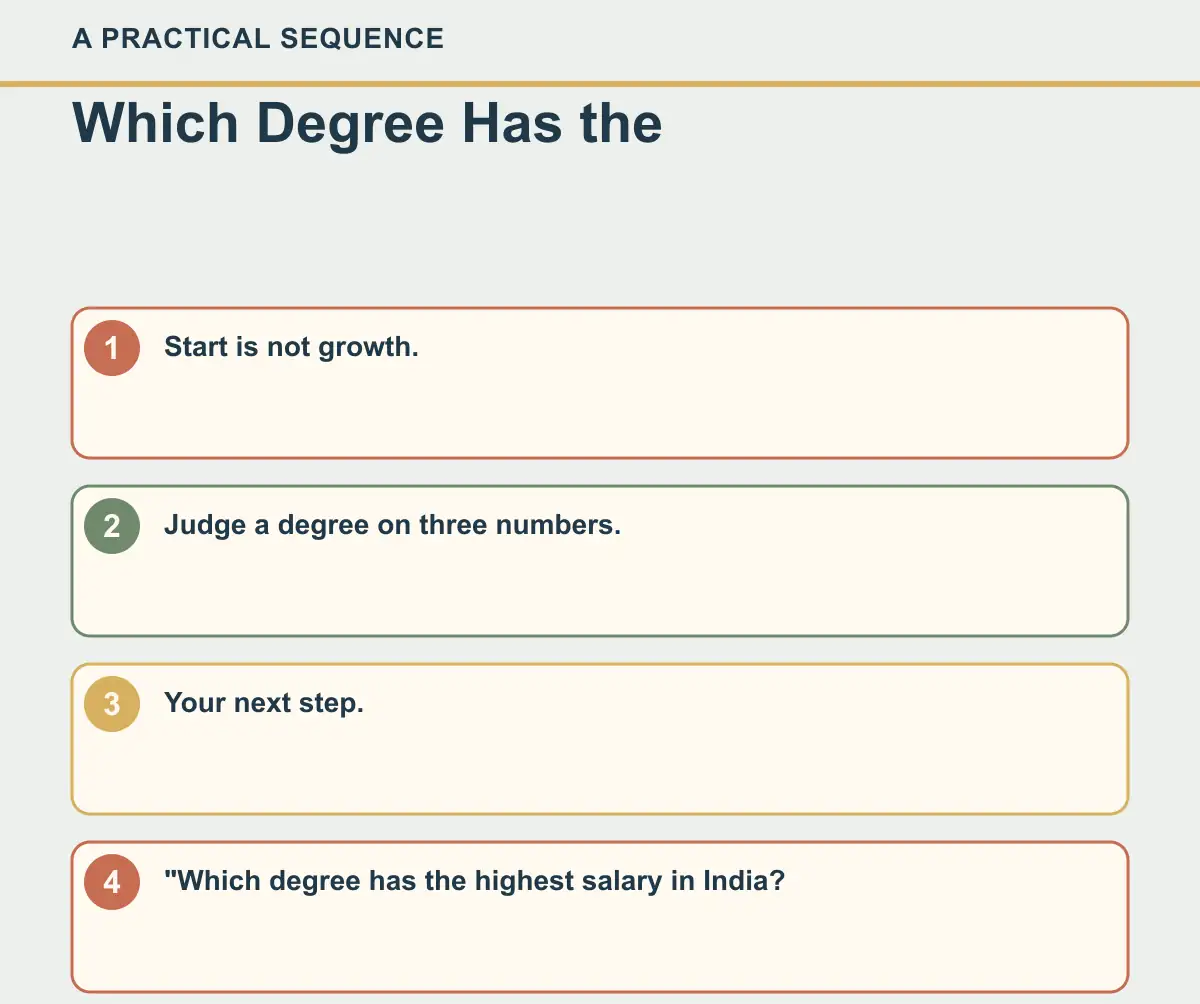 A PRACTICAL SEQUENCE
Which Degree Has the
1 Start is not growth.
2 Judge a degree on three numbers.
3 Your next step.
4 "Which degree has the highest salary in India?